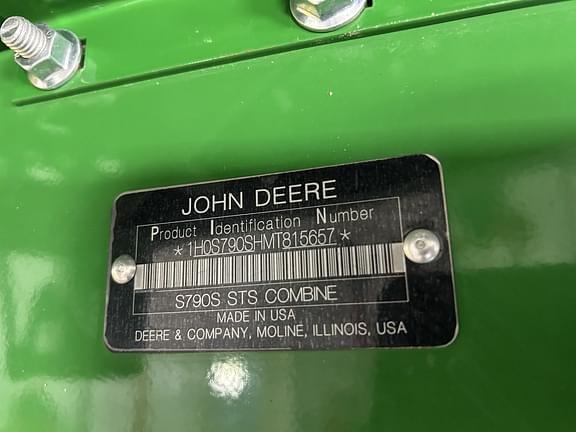 JOHN DEERE
Product Identification Number
*1H0S790SHMT815657*
S790S STS COMBINE
MADE IN USA
DEERE & COMPANY, MOLINE, ILLINOIS, USA